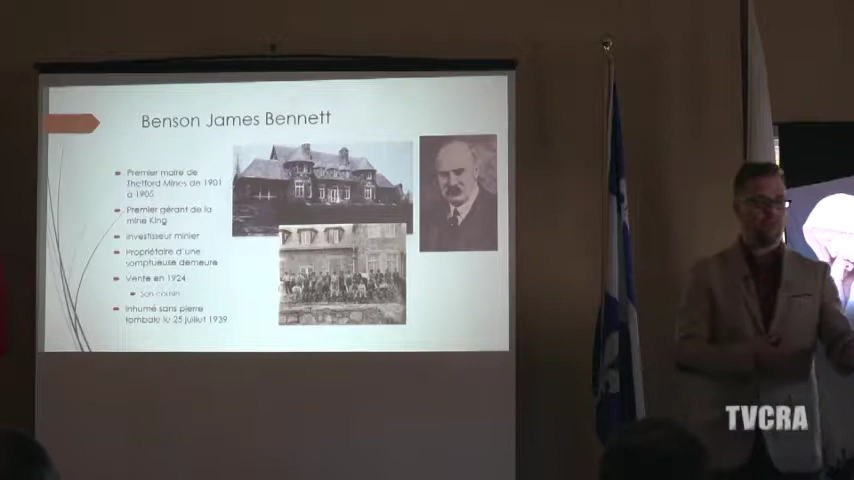 Benson James Bennett
Premier maire de
Thetford Mines de 1901
à 1905
Premier gérant de la
mine King
Investisseur minier
Propriétaire d'une
somptueuse demeure
Vente en 1924
Son cousin
Inhumé sans pierre
tombale le 25 juillet 1939
TVCRA